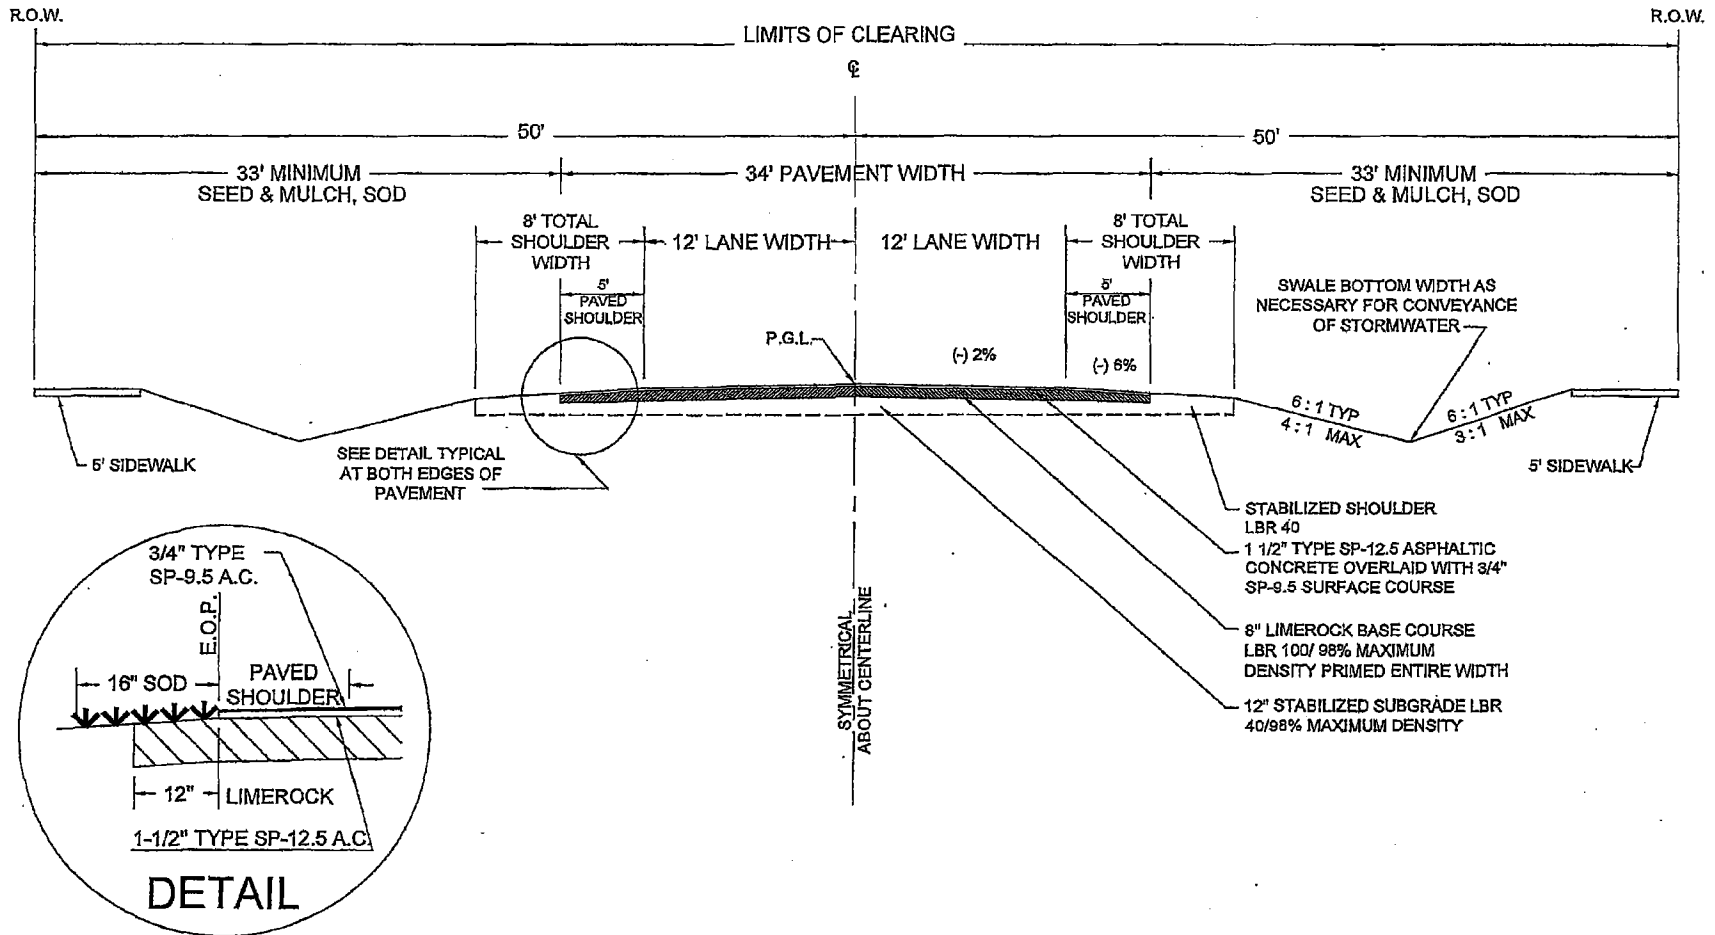 R.O.W.
R.O.W.
LIMITS OF CLEARING
℄
50'
50'
33' MINIMUM
SEED & MULCH, SOD
34' PAVEMENT WIDTH
33' MINIMUM
SEED & MULCH, SOD
8' TOTAL
SHOULDER
WIDTH
12' LANE WIDTH
12' LANE WIDTH
8' TOTAL
SHOULDER
WIDTH
5'
PAVED
SHOULDER
5'
PAVED
SHOULDER
SWALE BOTTOM WIDTH AS
NECESSARY FOR CONVEYANCE
OF STORMWATER
P.G.L.
(-) 2%
(-) 6%
6 : 1 TYP
4 : 1 MAX
6 : 1 TYP
3 : 1 MAX
5' SIDEWALK
SEE DETAIL TYPICAL
AT BOTH EDGES OF
PAVEMENT
5' SIDEWALK
STABILIZED SHOULDER
LBR 40
1 1/2" TYPE SP-12.5 ASPHALTIC
CONCRETE OVERLAID WITH 3/4"
SP-9.5 SURFACE COURSE
8" LIMEROCK BASE COURSE
LBR 100/ 98% MAXIMUM
DENSITY PRIMED ENTIRE WIDTH
12" STABILIZED SUBGRADE LBR
40/98% MAXIMUM DENSITY
SYMMETRICAL
ABOUT CENTERLINE
3/4" TYPE
SP-9.5 A.C.
E.O.P.
16" SOD
PAVED
SHOULDER
12"
LIMEROCK
1-1/2" TYPE SP-12.5 A.C.
DETAIL